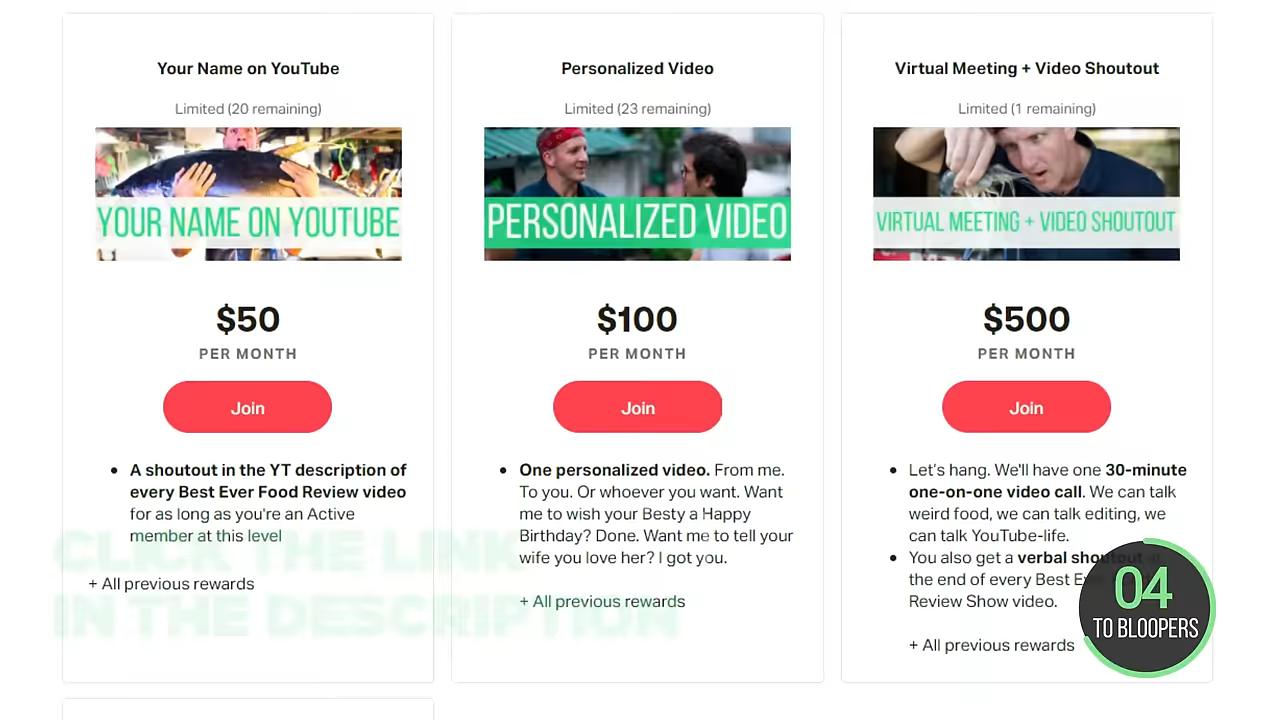 Your Name on YouTube
Limited (20 remaining)
YOUR NAME ON YOUTUBE
$50
PER MONTH
Join
• A shoutout in the YT description of
every Best Ever Food Review video
for as long as you're an Active
member at this level
+ All previous rewards
Personalized Video
Limited (23 remaining)
PERSONALIZED VIDEO
$100
PER MONTH
Join
• One personalized video. From me.
To you. Or whoever you want. Want
me to wish your Besty a Happy
Birthday? Done. Want me to tell your
wife you love her? I got you.
+ All previous rewards
Virtual Meeting + Video Shoutout
Limited (1 remaining)
VIRTUAL MEETING + VIDEO SHOUTOUT
$500
PER MONTH
Join
• Let's hang. We'll have one 30-minute
one-on-one video call. We can talk
weird food, we can talk editing, we
can talk YouTube-life.
• You also get a verbal shoutout at
the end of every Best
Review Show video.
+ All previous rewards
CLICK THE LINK
IN THE DESCRIPTION
04
TO BLOOPERS